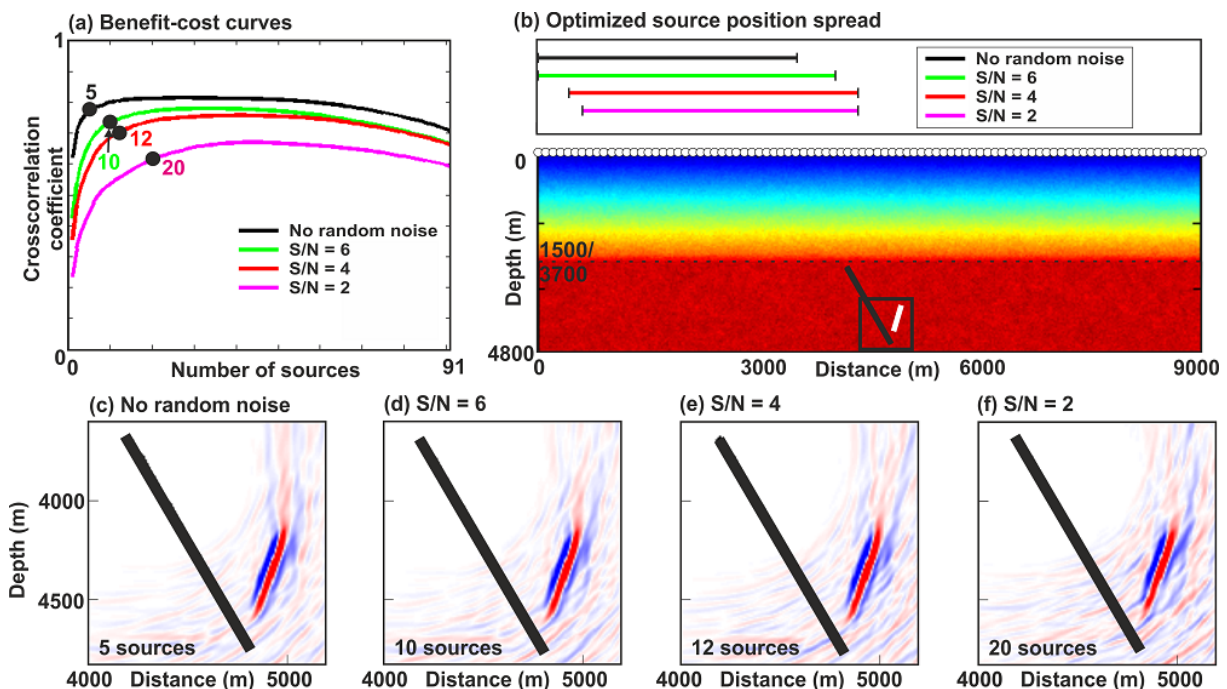 (a) Benefit-cost curves
1
Crosscorrelation
coefficient
5
10
12
20
No random noise
S/N = 6
S/N = 4
S/N = 2
0
Number of sources
91
(b) Optimized source position spread
No random noise
S/N = 6
S/N = 4
S/N = 2
0
Depth (m)
1500/
3700
4800
0
3000
Distance (m)
6000
9000
(c) No random noise
Depth (m)
4000
4500
5 sources
4000
Distance (m)
5000
(d) S/N = 6
10 sources
4000
Distance (m)
5000
(e) S/N = 4
12 sources
4000
Distance (m)
5000
(f) S/N = 2
20 sources
4000
Distance (m)
5000